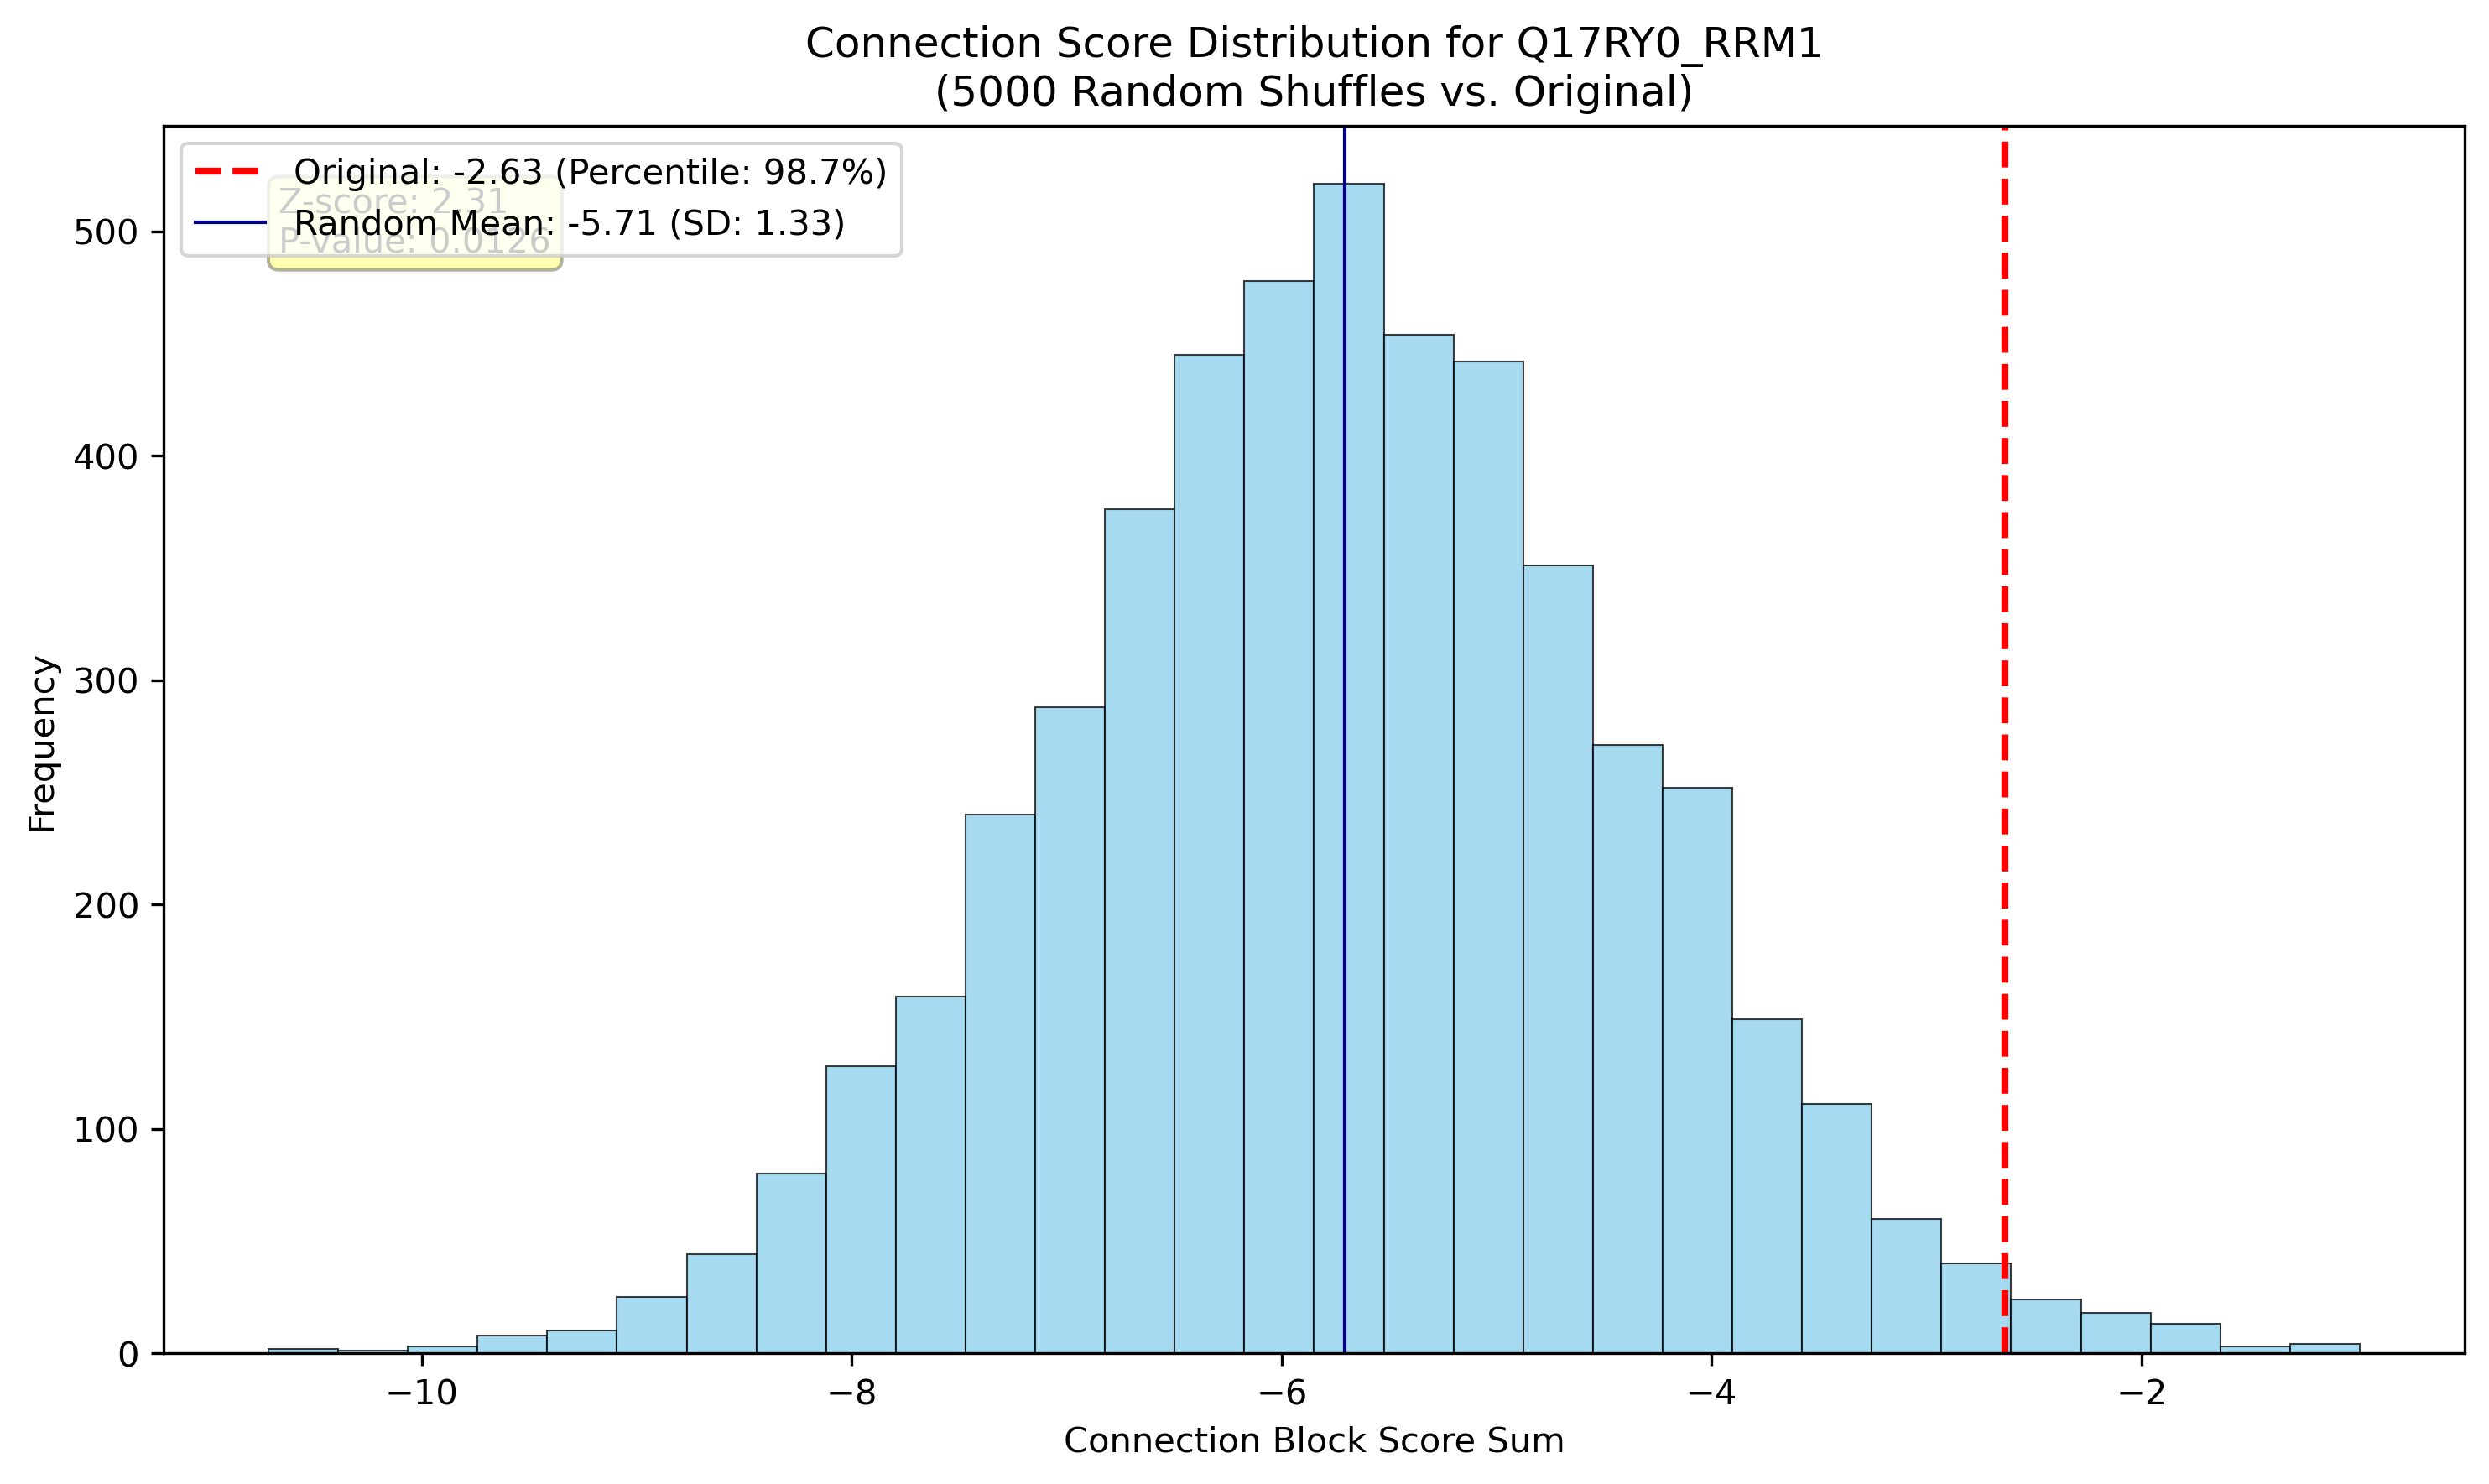 Connection Score Distribution for Q17RY0_RRM1
(5000 Random Shuffles vs. Original)
Original: -2.63 (Percentile: 98.7%)
Z-score: 2.31
Random Mean: -5.71 (SD: 1.33)
P-value: 0.0126
Frequency
500
400
300
200
100
0
−10
−8
−6
−4
−2
Connection Block Score Sum